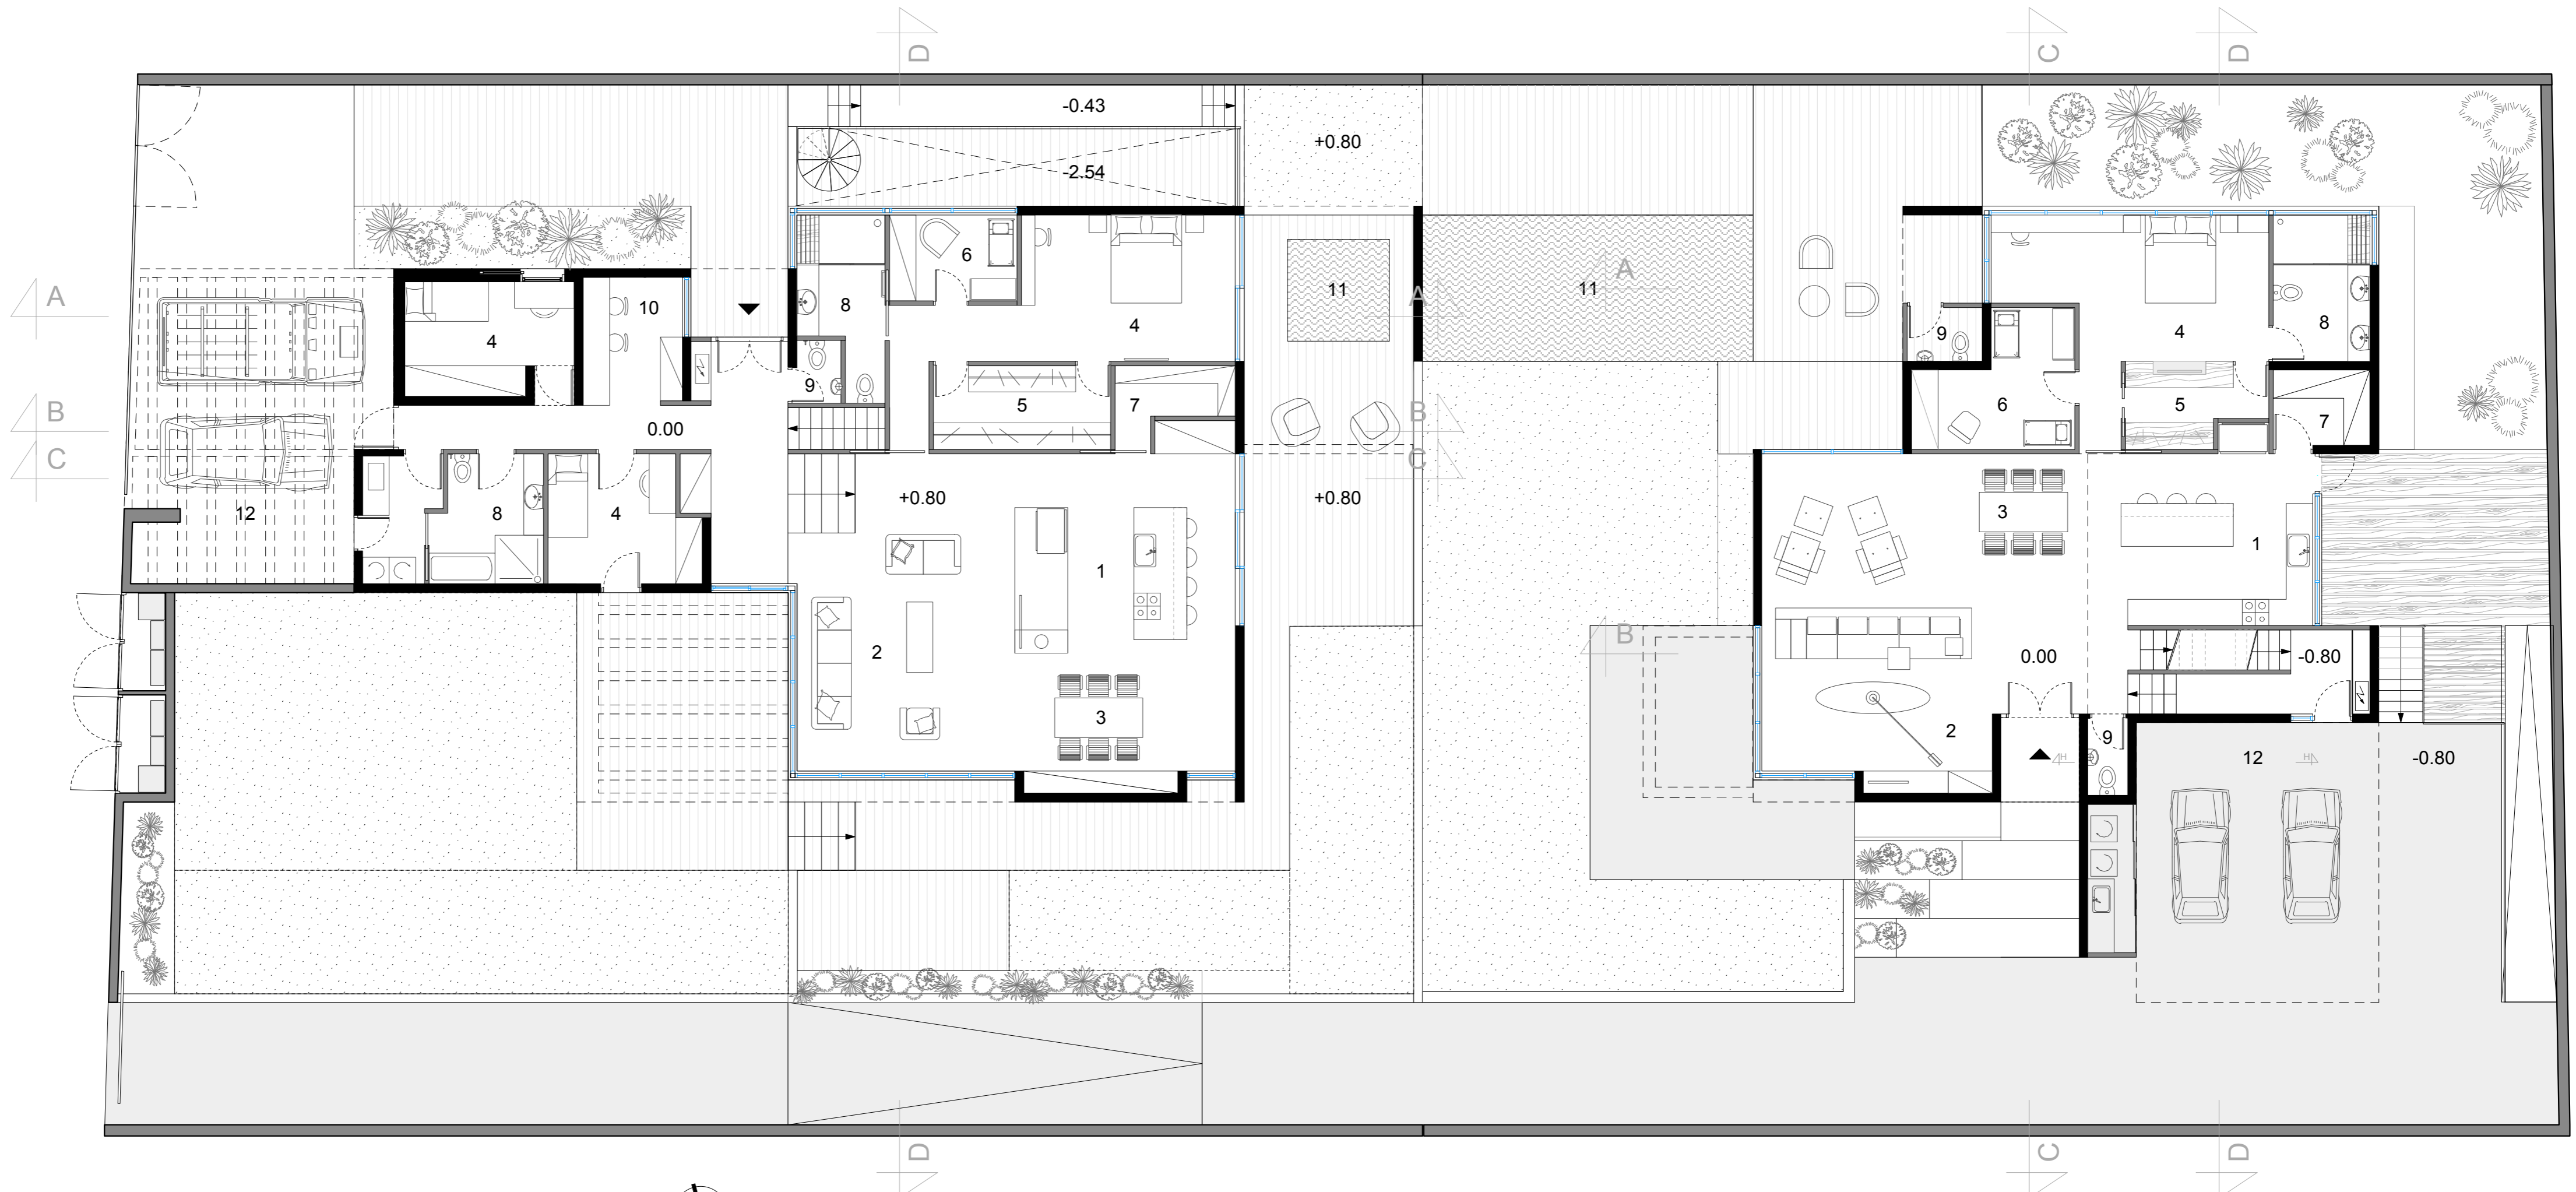 D C D
-0.43
+0.80
-2.54
6
A 10 8 4 11 A 11 A 9 4 8
4
9 5 7 6 5 7
B 0.00 B
C C
+0.80 +0.80
12 8 4 3
1 1
B
2 0.00 -0.80
3 2 9
H 12 H -0.80
D C D